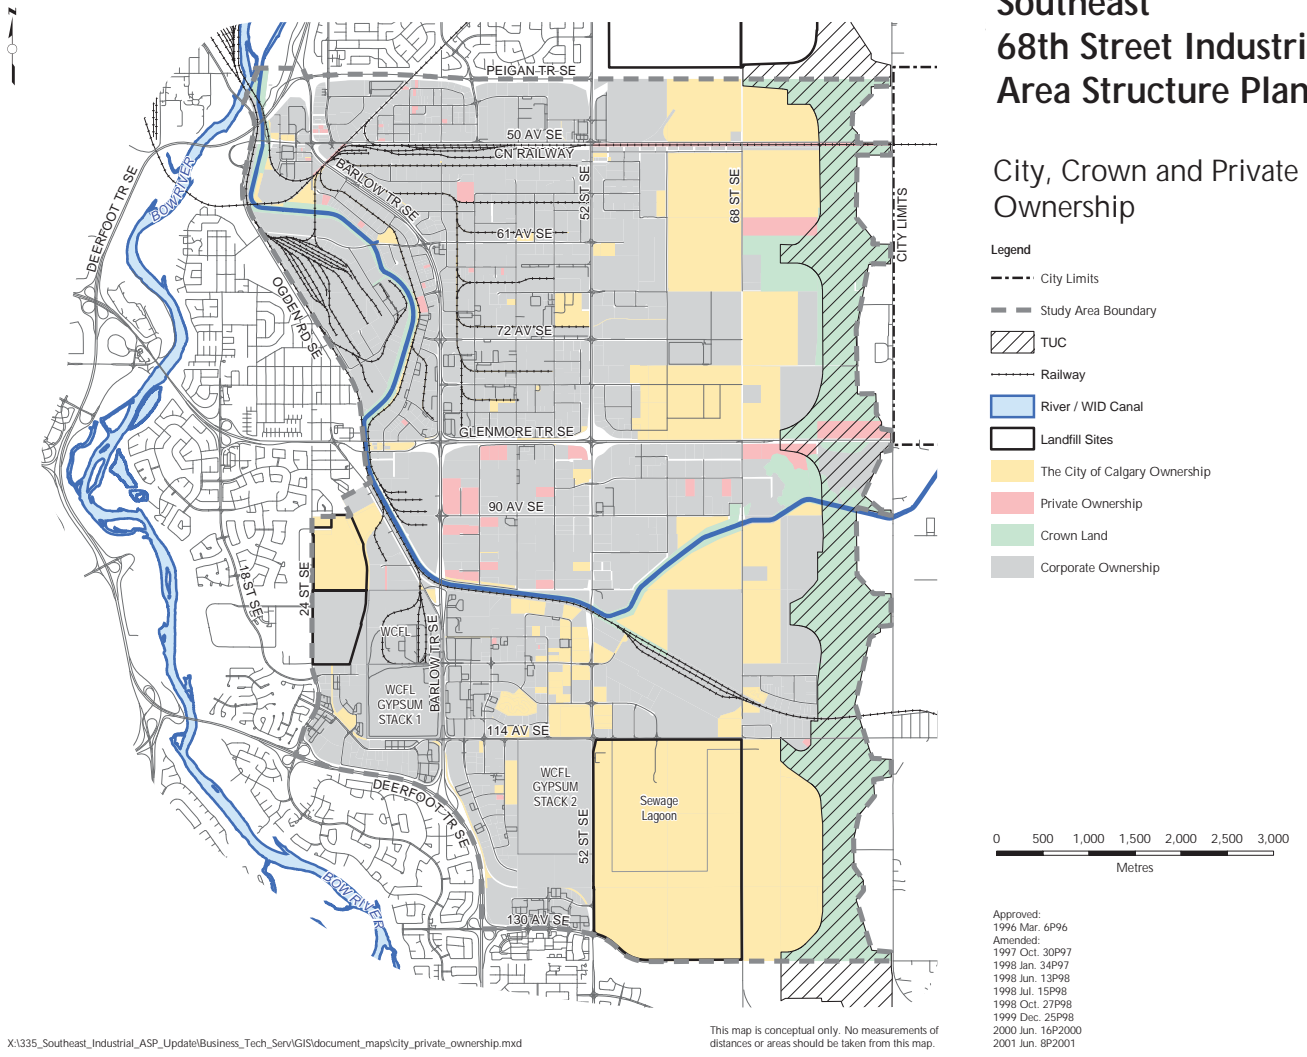 Southeast
68th Street Industri
Area Structure Plan
City, Crown and Private
Ownership
Legend
City Limits
Study Area Boundary
TUC
Railway
River / WID Canal
Landfill Sites
The City of Calgary Ownership
Private Ownership
Crown Land
Corporate Ownership
N
PEIGAN TR SE
50 AV SE
CN RAILWAY
BARLOW TR SE
52 ST SE
68 ST SE
CITY LIMITS
DEERFOOT TR SE
BOW RIVER
61 AV SE
OGDEN RD SE
72 AV SE
GLENMORE TR SE
90 AV SE
18 ST SE
24 ST SE
WCFL
BARLOW TR SE
WCFL
GYPSUM
STACK 1
114 AV SE
WCFL
GYPSUM
STACK 2
Sewage
Lagoon
DEERFOOT TR SE
52 ST SE
BOW RIVER
130 AV SE
0 500 1,000 1,500 2,000 2,500 3,000
Metres
Approved:
1996 Mar. 6P96
Amended:
1997 Oct. 30P97
1998 Jan. 34P97
1998 Jun. 13P98
1998 Jul. 15P98
1998 Oct. 27P98
1999 Dec. 25P98
2000 Jun. 16P2000
2001 Jun. 8P2001
This map is conceptual only. No measurements of
distances or areas should be taken from this map.
X:\335_Southeast_Industrial_ASP_Update\Business_Tech_Serv\GIS\document_maps\city_private_ownership.mxd